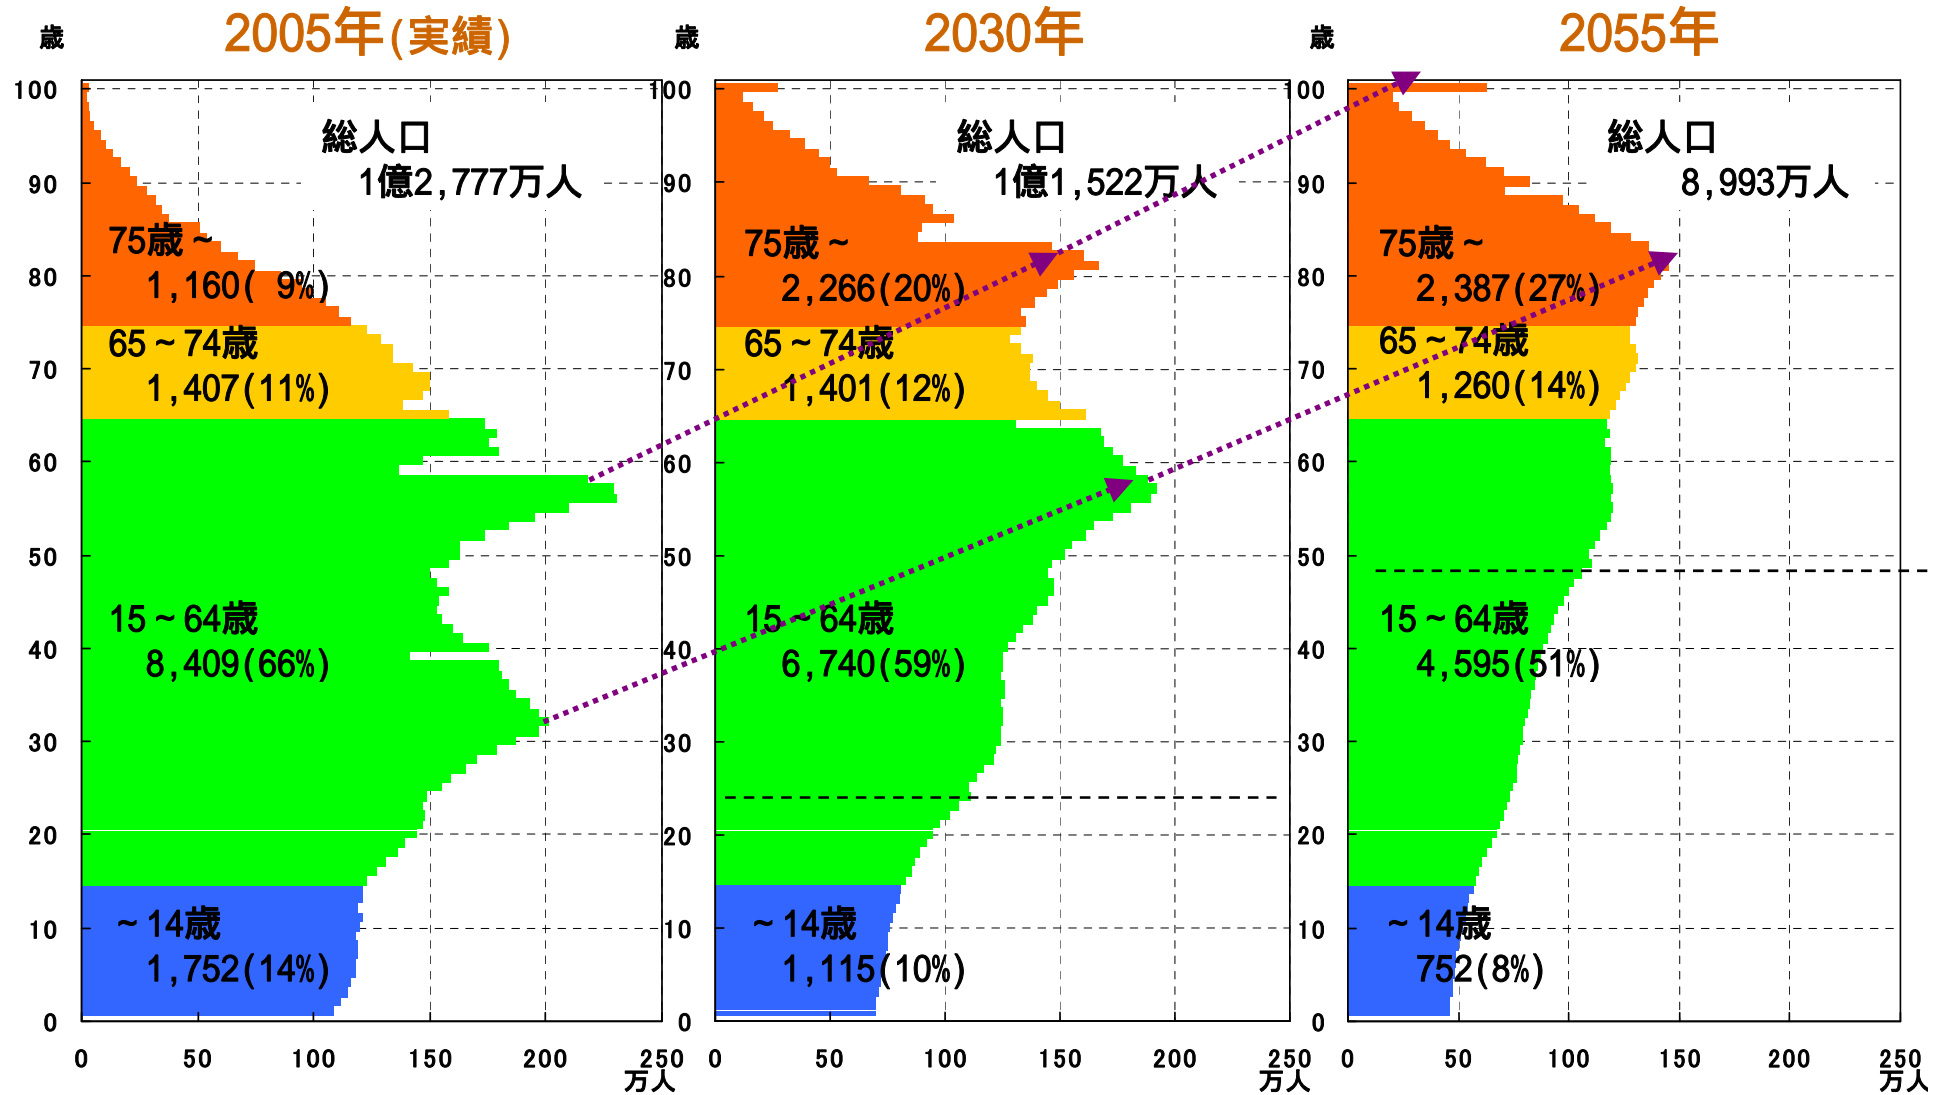 歳 2005年(実績)
100
90
80
70
60
50
40
30
20
10
0
総人口
1億2,777万人
75歳～
1,160( 9%)
65～74歳
1,407(11%)
15～64歳
8,409(66%)
～14歳
1,752(14%)
0 50 100 150 200 250
万人
歳 2030年
100
90
80
70
60
50
40
30
20
10
0
総人口
1億1,522万人
75歳～
2,266(20%)
65～74歳
1,401(12%)
15～64歳
6,740(59%)
～14歳
1,115(10%)
0 50 100 150 200 250
万人
歳 2055年
100
90
80
70
60
50
40
30
20
10
0
総人口
8,993万人
75歳～
2,387(27%)
65～74歳
1,260(14%)
15～64歳
4,595(51%)
～14歳
752(8%)
0 50 100 150 200 250
万人